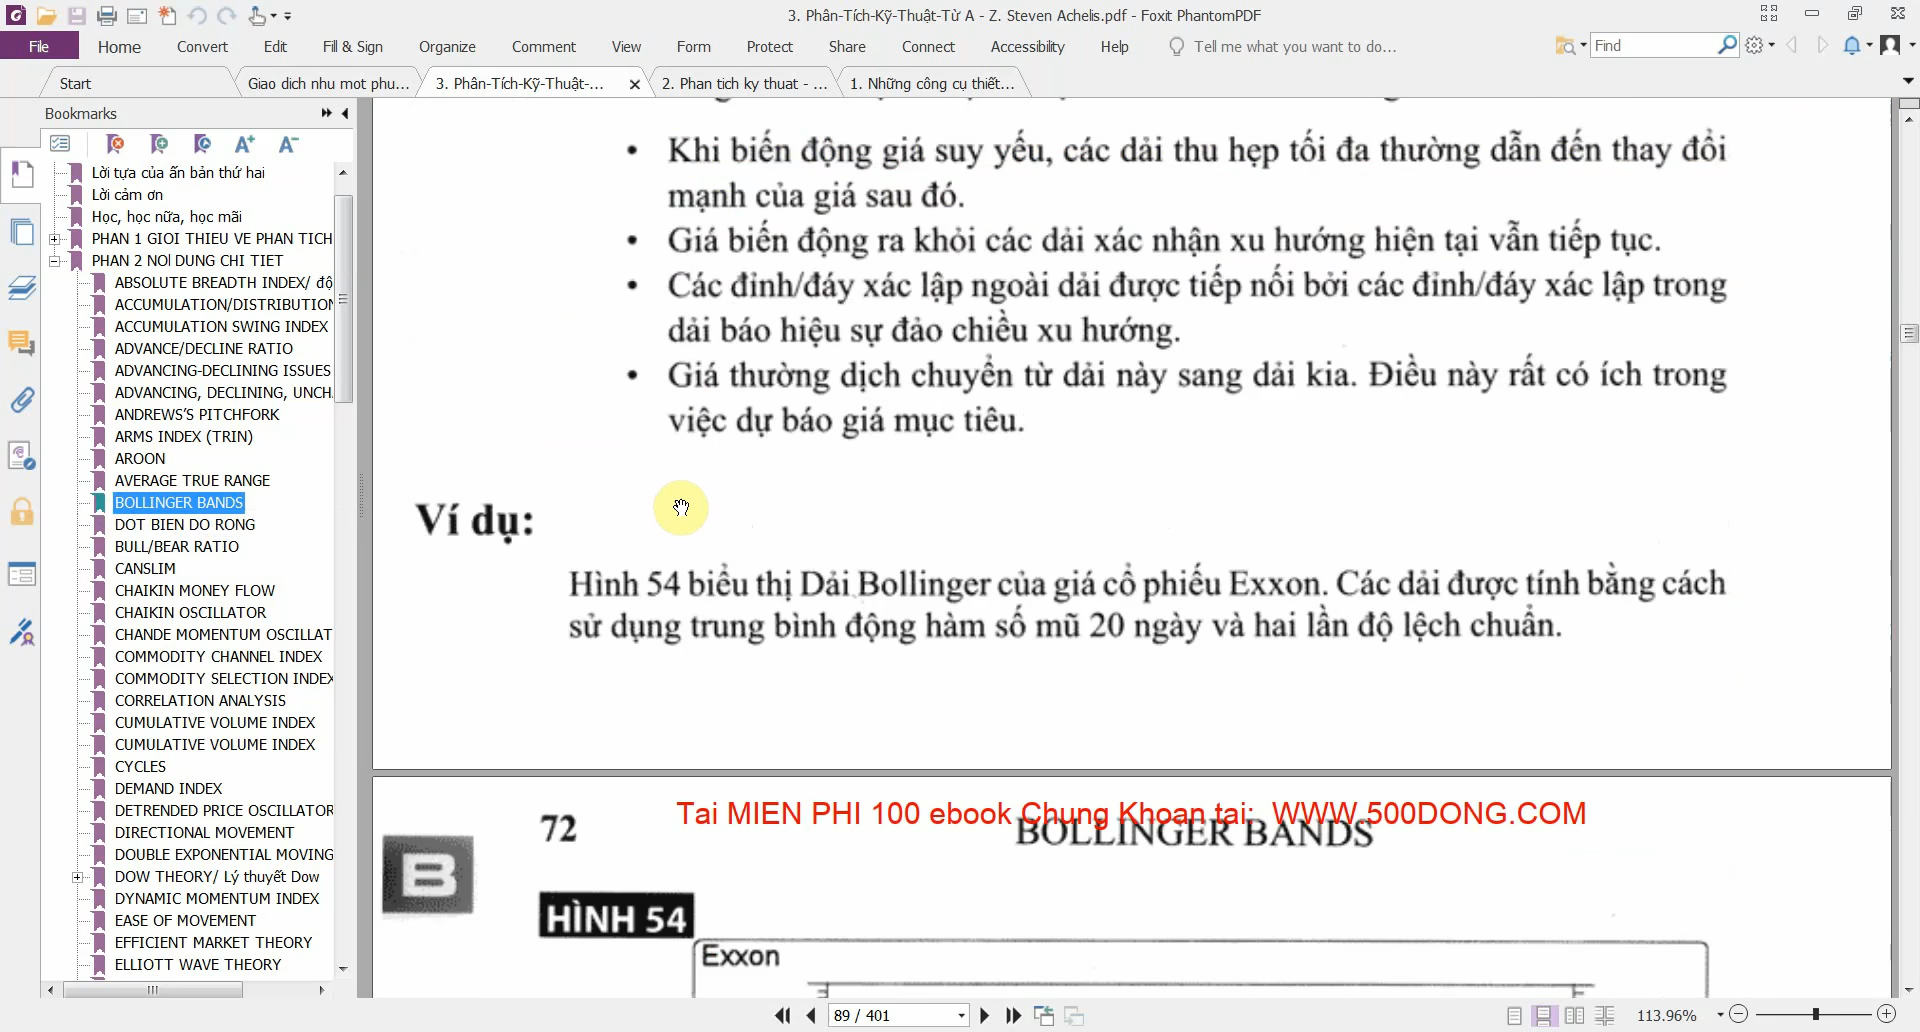 3. Phân-Tích-Kỹ-Thuật-Từ A - Z. Steven Achelis.pdf - Foxit PhantomPDF
File Home Convert Edit Fill & Sign Organize Comment View Form Protect Share Connect Accessibility Help Tell me what you want to do... Find
Start Giao dich nhu mot phu... 3. Phân-Tích-Kỹ-Thuật-... 2. Phan tich ky thuat - ... 1. Những công cụ thiết...
Bookmarks
Lời tựa của ấn bản thứ hai
Lời cảm ơn
Học, học nữa, học mãi
PHAN 1 GIOI THIEU VE PHAN TICH
PHAN 2 NOI DUNG CHI TIET
ABSOLUTE BREADTH INDEX/ độ
ACCUMULATION/DISTRIBUTION
ACCUMULATION SWING INDEX
ADVANCE/DECLINE RATIO
ADVANCING-DECLINING ISSUES
ADVANCING, DECLINING, UNCH
ANDREWS'S PITCHFORK
ARMS INDEX (TRIN)
AROON
AVERAGE TRUE RANGE
BOLLINGER BANDS
DOT BIEN DO RONG
BULL/BEAR RATIO
CANSLIM
CHAIKIN MONEY FLOW
CHAIKIN OSCILLATOR
CHANDE MOMENTUM OSCILLAT
COMMODITY CHANNEL INDEX
COMMODITY SELECTION INDEX
CORRELATION ANALYSIS
CUMULATIVE VOLUME INDEX
CUMULATIVE VOLUME INDEX
CYCLES
DEMAND INDEX
DETRENDED PRICE OSCILLATOR
DIRECTIONAL MOVEMENT
DOUBLE EXPONENTIAL MOVING
DOW THEORY/ Lý thuyết Dow
DYNAMIC MOMENTUM INDEX
EASE OF MOVEMENT
EFFICIENT MARKET THEORY
ELLIOTT WAVE THEORY
• Khi biến động giá suy yếu, các dải thu hẹp tối đa thường dẫn đến thay đổi
mạnh của giá sau đó.
• Giá biến động ra khỏi các dải xác nhận xu hướng hiện tại vẫn tiếp tục.
• Các đỉnh/đáy xác lập ngoài dải được tiếp nối bởi các đỉnh/đáy xác lập trong
dải báo hiệu sự đảo chiều xu hướng.
• Giá thường dịch chuyển từ dải này sang dải kia. Điều này rất có ích trong
việc dự báo giá mục tiêu.
Ví dụ:
Hình 54 biểu thị Dải Bollinger của giá cổ phiếu Exxon. Các dải được tính bằng cách
sử dụng trung bình động hàm số mũ 20 ngày và hai lần độ lệch chuẩn.
Tai MIEN PHI 100 ebook Chung Khoan tai: WWW.500DONG.COM
72 BOLLINGER BANDS
B
HÌNH 54
Exxon
89 / 401
113.96%